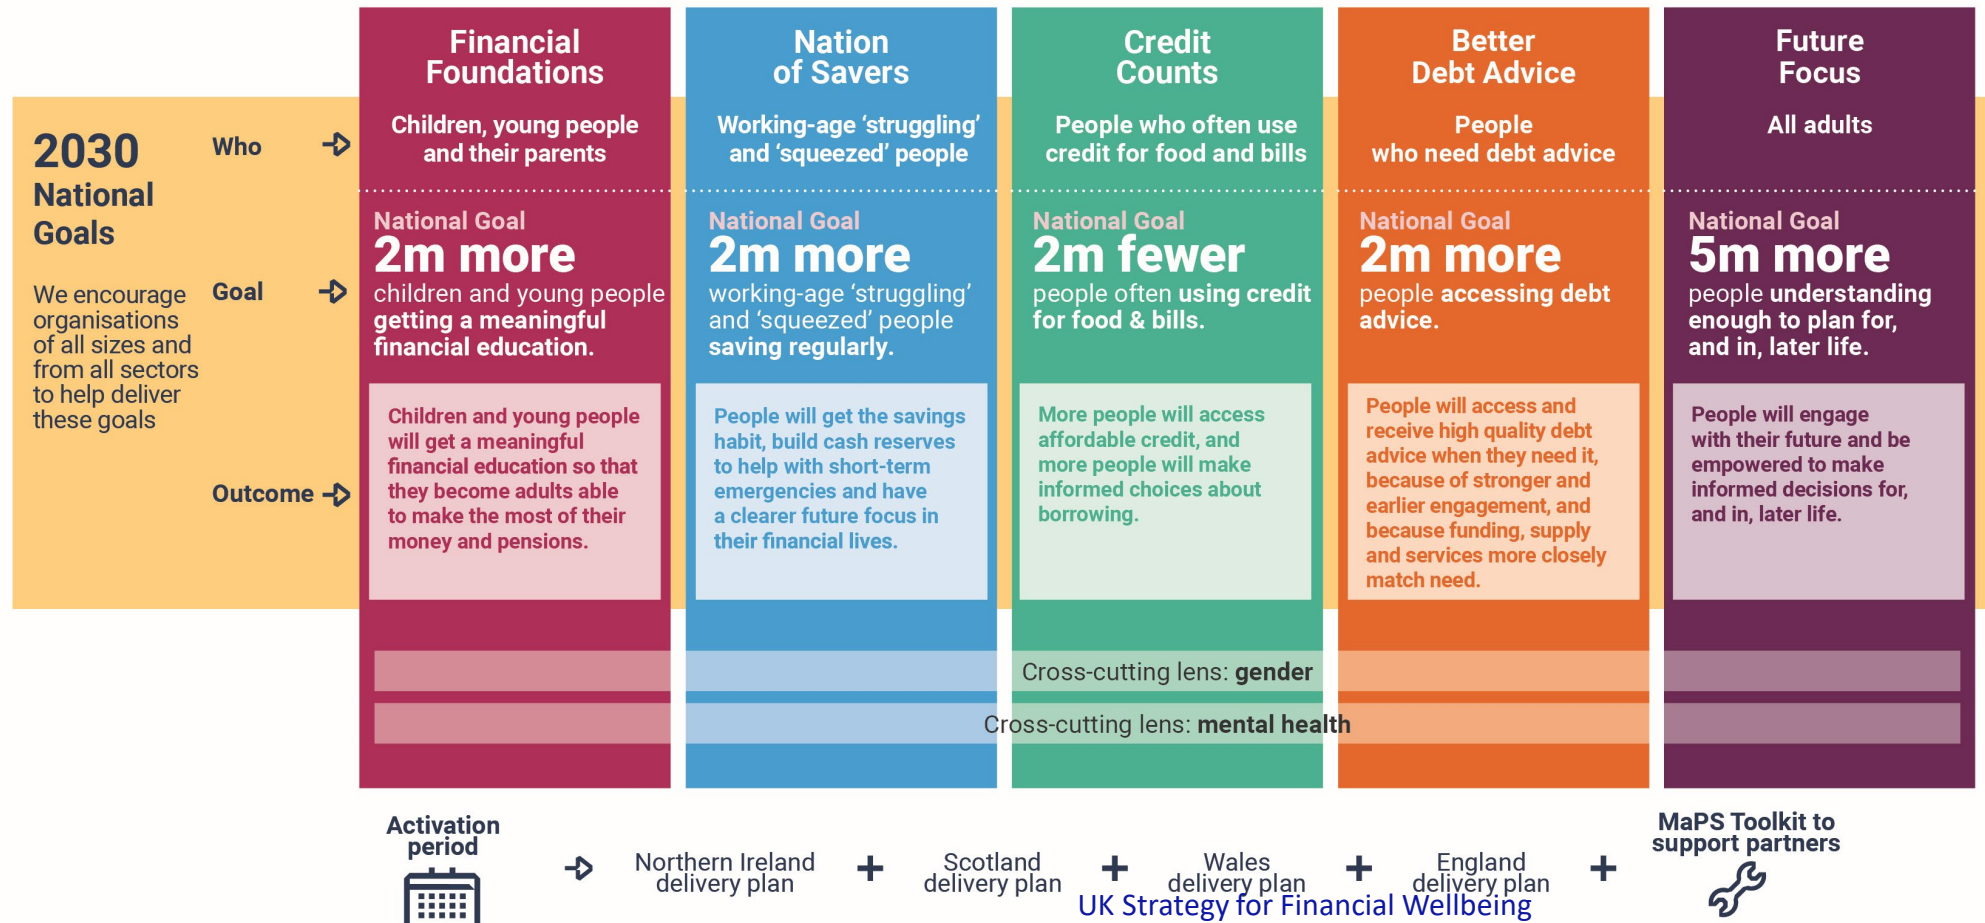 2030
National
Goals
We encourage
organisations
of all sizes and
from all sectors
to help deliver
these goals
Who
Goal
Outcome
Financial
Foundations
Children, young people
and their parents
National Goal
2m more
children and young people
getting a meaningful
financial education.
Children and young people
will get a meaningful
financial education so that
they become adults able
to make the most of their
money and pensions.
Nation
of Savers
Working-age ‘struggling’
and ‘squeezed’ people
National Goal
2m more
working-age ‘struggling’
and ‘squeezed’ people
saving regularly.
People will get the savings
habit, build cash reserves
to help with short-term
emergencies and have
a clearer future focus in
their financial lives.
Credit
Counts
People who often use
credit for food and bills
National Goal
2m fewer
people often using credit
for food & bills.
More people will access
affordable credit, and
more people will make
informed choices about
borrowing.
Better
Debt Advice
People
who need debt advice
National Goal
2m more
people accessing debt
advice.
People will access and
receive high quality debt
advice when they need it,
because of stronger and
earlier engagement, and
because funding, supply
and services more closely
match need.
Future
Focus
All adults
National Goal
5m more
people understanding
enough to plan for,
and in, later life.
People will engage
with their future and be
empowered to make
informed decisions for,
and in, later life.
Cross-cutting lens: gender
Cross-cutting lens: mental health
Activation
period
Northern Ireland
delivery plan
+
Scotland
delivery plan
+
Wales
delivery plan
+
England
delivery plan
+
MaPS Toolkit to
support partners
UK Strategy for Financial Wellbeing